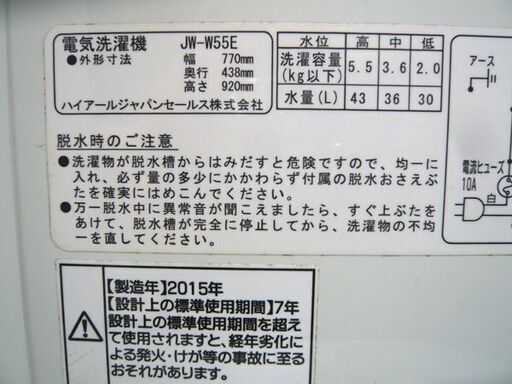 電気洗濯機 JW-W55E
●外形寸法 幅 770mm
奥行 438mm
高さ 920mm
ハイアールジャパンセールス株式会社
水位 高 中 低
洗濯容量(kg以下) 5.5 3.6 2.0
水量(L) 43 36 30
アース
電流ヒューズ
10A
白
脱水時のご注意
●洗濯物が脱水槽からはみだすと危険ですので、均一に
入れ、必ず量の多少にかかわらず付属の脱水おさえぶ
たを確実にはめこんでください。
●万一脱水中に異常音が聞こえましたら、すぐ上ぶたを
あけて、脱水槽が完全に停止してから、洗濯物の不均
一を直してください。
【製造年】2015年
【設計上の標準使用期間】7年
設計上の標準使用期間を超え
て使用されますと、経年劣化に
よる発火・けが等の事故に至る
おそれがあります。